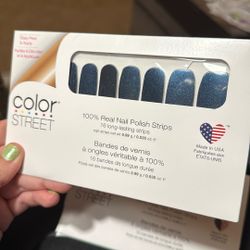 color
STREET
100% Real Nail Polish Strips
16 long-lasting strips
Bandes de vernis
à ongles véritable à 100%
16 bandes de longue durée
Made in USA
Fabriqué aux
ÉTATS-UNIS